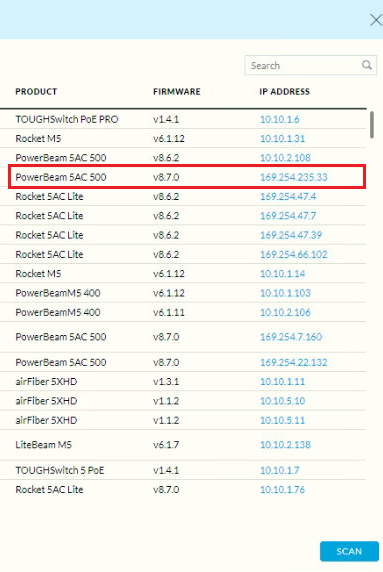 Search
PRODUCT FIRMWARE IP ADDRESS
TOUGHSwitch PoE PRO v1.4.1 10.10.1.6
Rocket M5 v6.1.12 10.10.1.31
PowerBeam 5AC 500 v8.6.2 10.10.2.108
PowerBeam 5AC 500 v8.7.0 169.254.235.33
Rocket 5AC Lite v8.6.2 169.254.47.4
Rocket 5AC Lite v8.6.2 169.254.47.7
Rocket 5AC Lite v8.6.2 169.254.47.39
Rocket 5AC Lite v8.6.2 169.254.66.102
Rocket M5 v6.1.12 10.10.1.14
PowerBeamM5 400 v6.1.12 10.10.1.103
PowerBeamM5 400 v6.1.11 10.10.2.106
PowerBeam 5AC 500 v8.7.0 169.254.7.160
PowerBeam 5AC 500 v8.7.0 169.254.22.132
airFiber 5XHD v1.3.1 10.10.1.11
airFiber 5XHD v1.1.2 10.10.5.10
airFiber 5XHD v1.1.2 10.10.5.11
LiteBeam M5 v6.1.7 10.10.2.138
TOUGHSwitch 5 PoE v1.4.1 10.10.1.7
Rocket 5AC Lite v8.7.0 10.10.1.76
SCAN